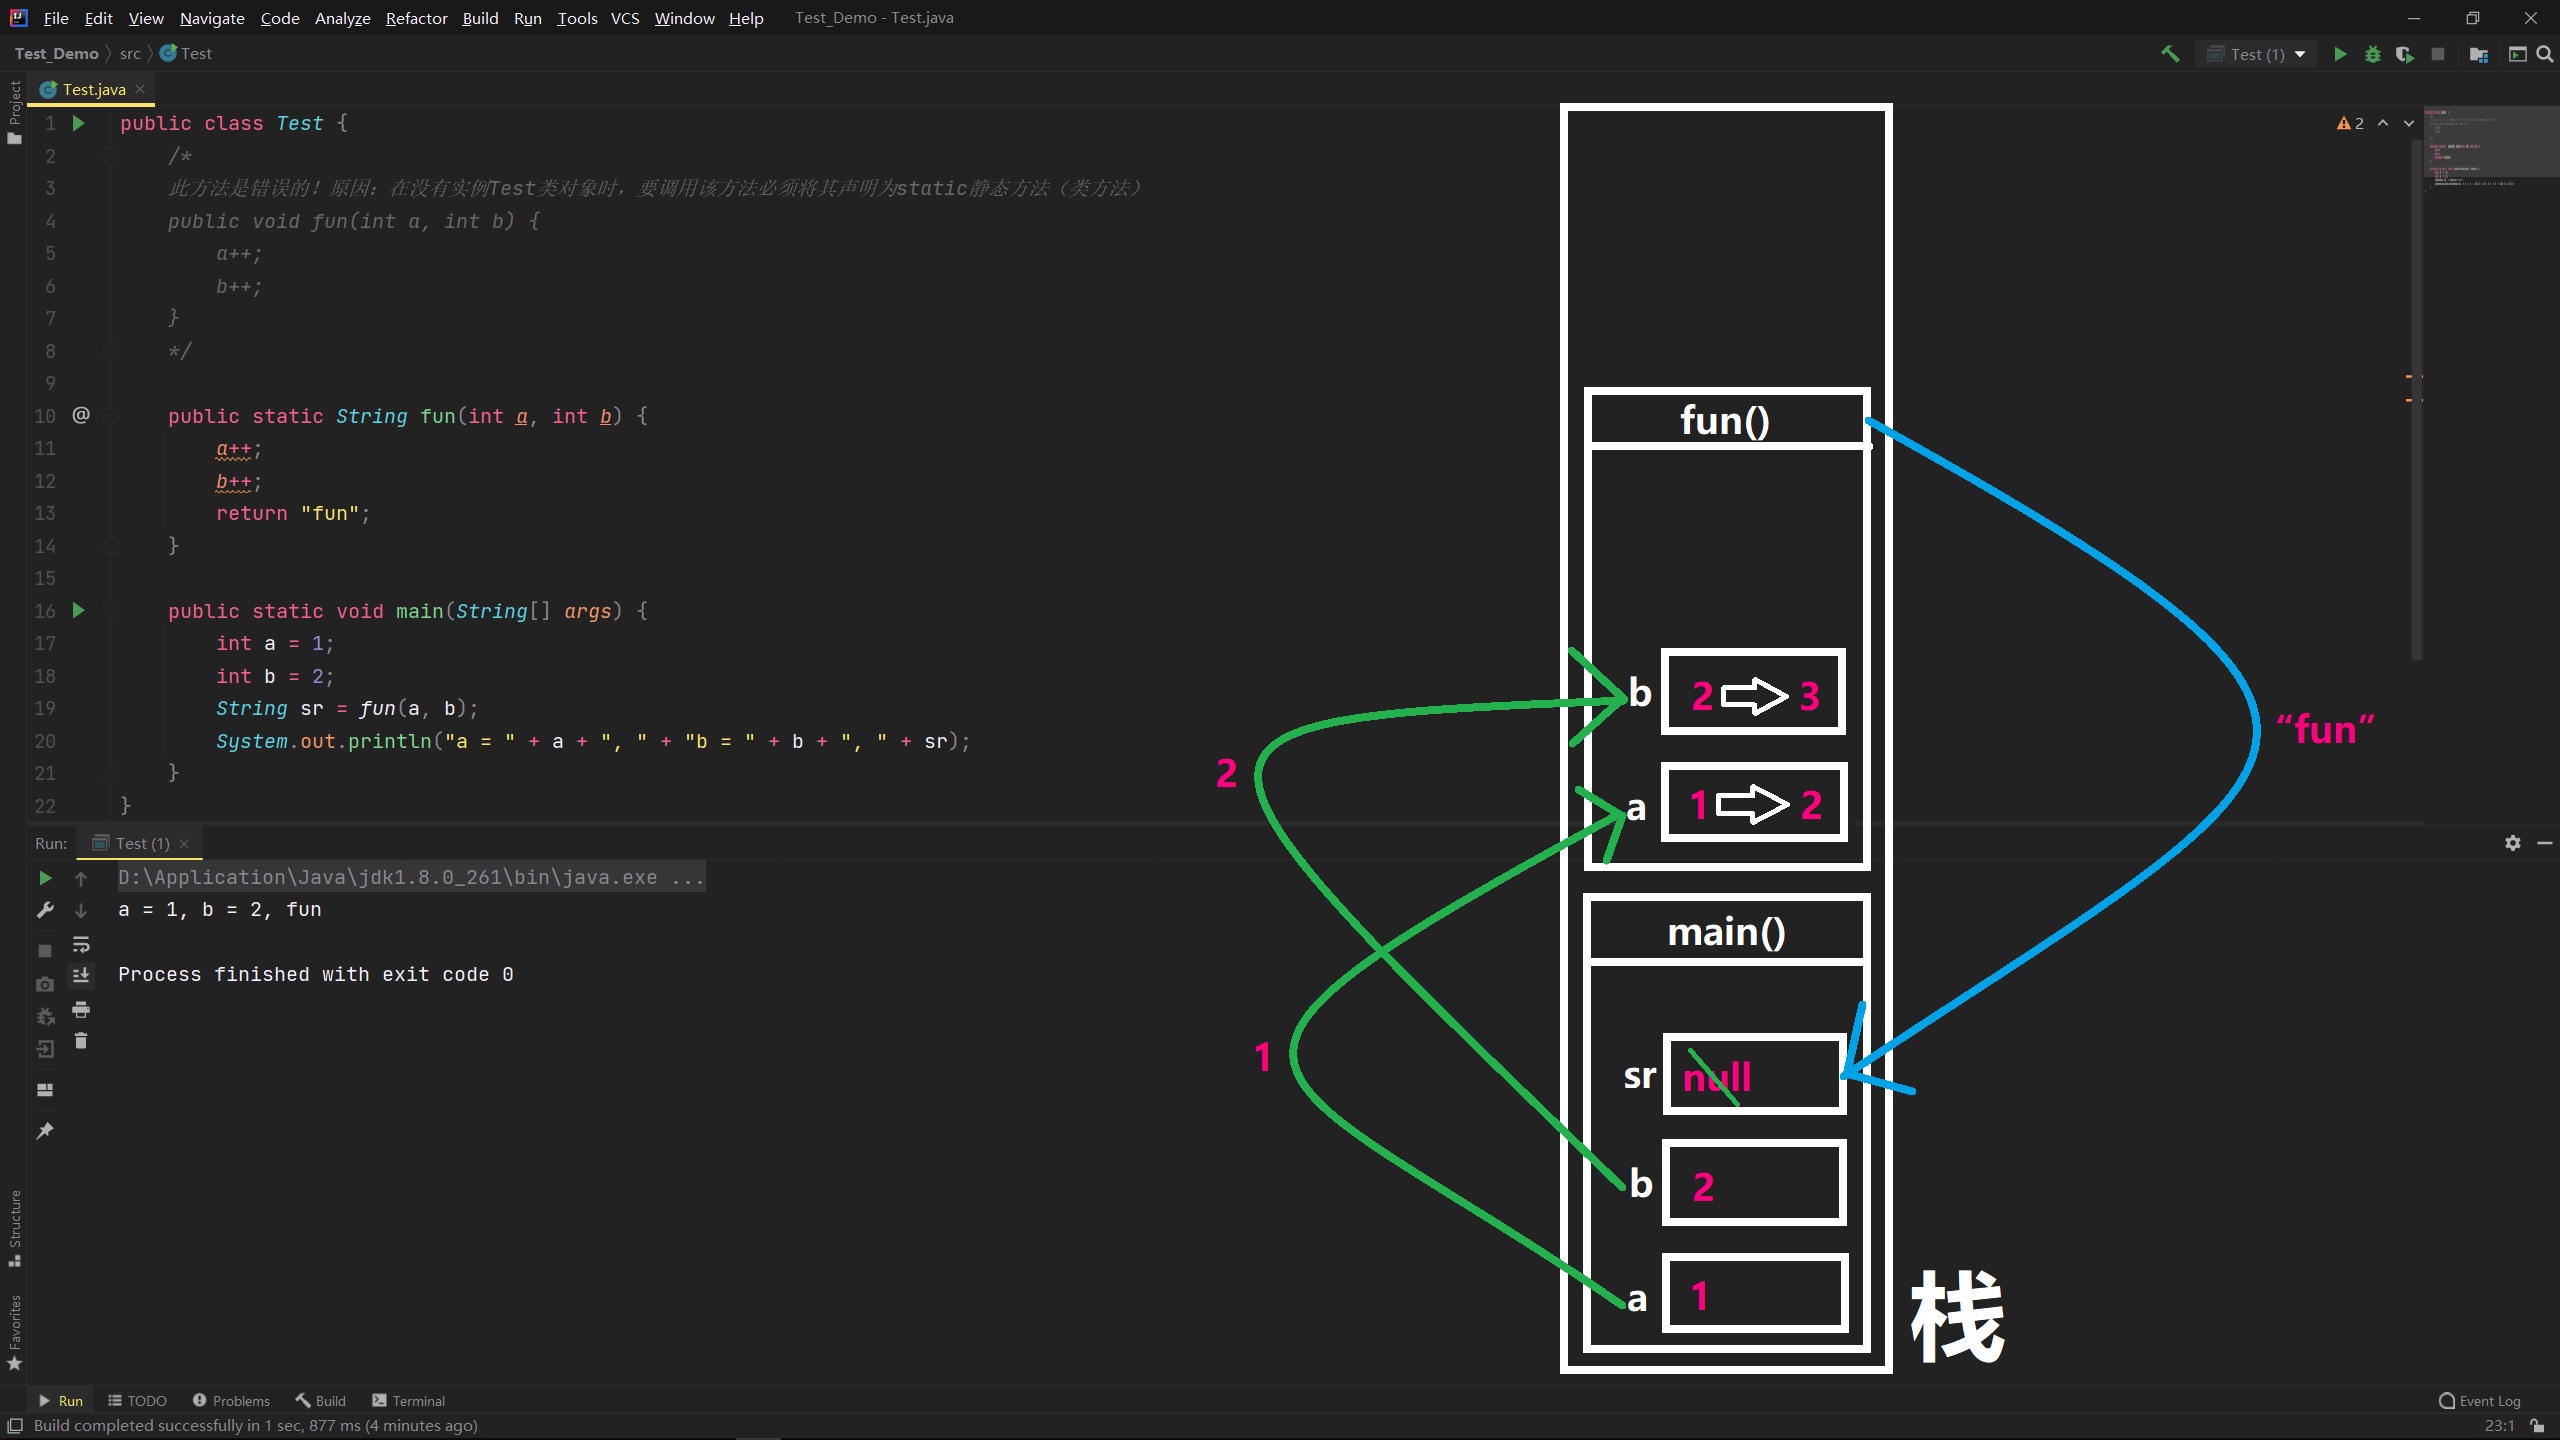 File Edit View Navigate Code Analyze Refactor Build Run Tools VCS Window Help Test_Demo - Test.java
Test_Demo src Test
Test (1)
Project
Test.java
2
1 public class Test {
2 /*
3 此方法是错误的！原因：在没有实例Test类对象时，要调用该方法必须将其声明为static静态方法（类方法）
4 public void fun(int a, int b) {
5 a++;
6 b++;
7 }
8 */
9
10 @ public static String fun(int a, int b) {
11 a++;
12 b++;
13 return "fun";
14 }
15
16 public static void main(String[] args) {
17 int a = 1;
18 int b = 2;
19 String sr = fun(a, b);
20 System.out.println("a = " + a + ", " + "b = " + b + ", " + sr);
21 }
22 }
Run: Test (1)
D:\Application\Java\jdk1.8.0_261\bin\java.exe ...
a = 1, b = 2, fun
Process finished with exit code 0
fun()
b 2 3
a 1 2
main()
sr null
b 2
a 1
2
1
“fun”
栈
Structure
Favorites
Run TODO Problems Build Terminal
Event Log
Build completed successfully in 1 sec, 877 ms (4 minutes ago)
23:1